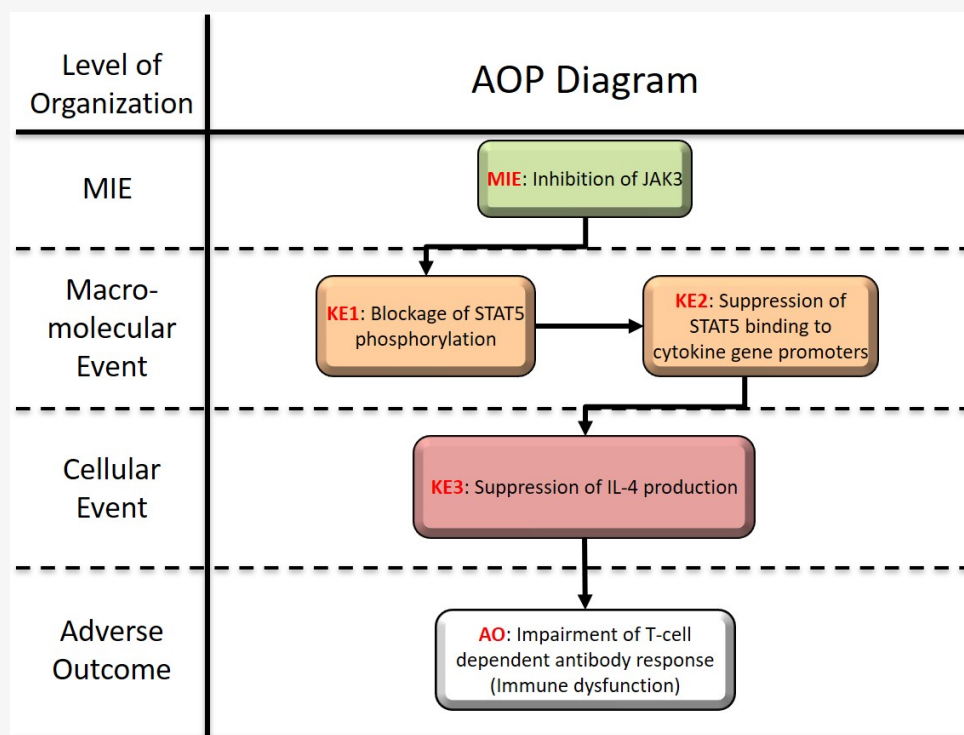 Level of
Organization
AOP Diagram
MIE
MIE: Inhibition of JAK3
Macro-
molecular
Event
KE1: Blockage of STAT5
phosphorylation
KE2: Suppression of
STAT5 binding to
cytokine gene promoters
Cellular
Event
KE3: Suppression of IL-4 production
Adverse
Outcome
AO: Impairment of T-cell
dependent antibody response
(Immune dysfunction)